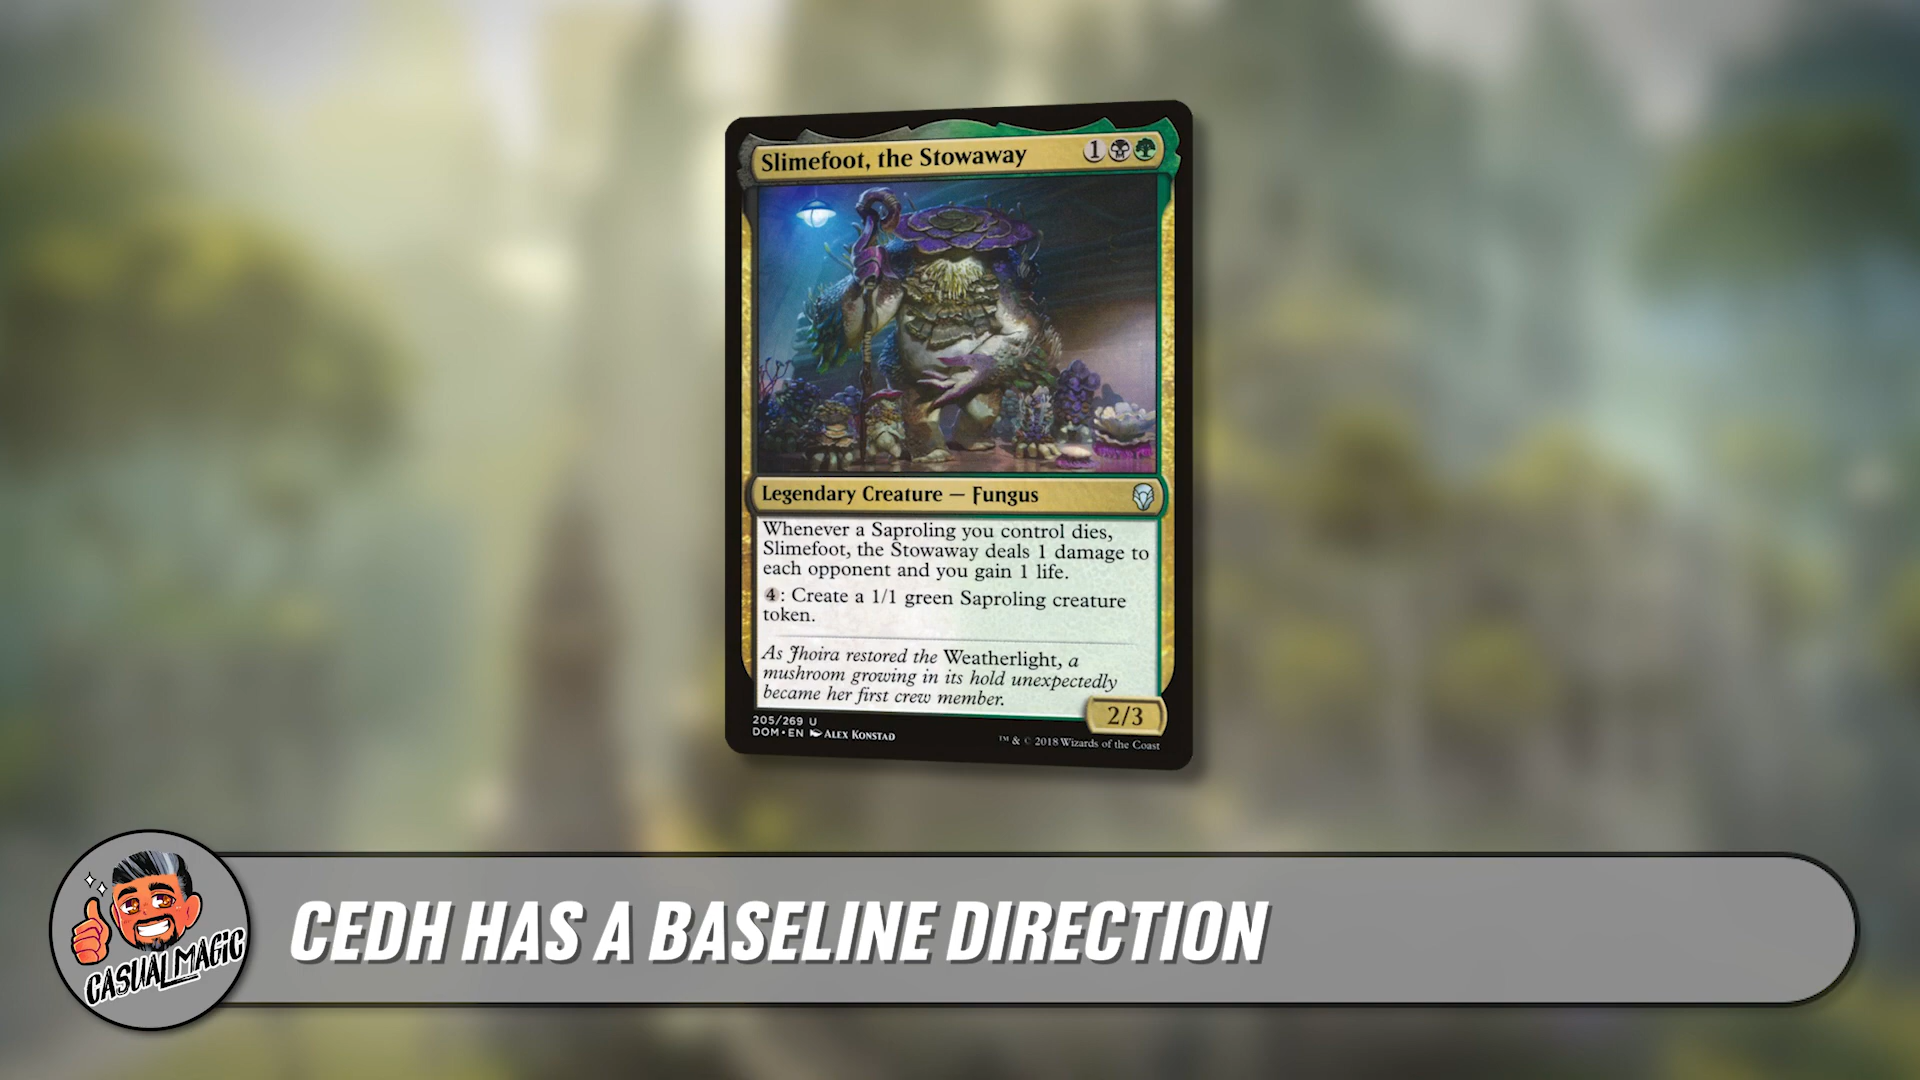 Slimefoot, the Stowaway 1
Legendary Creature — Fungus
Whenever a Saproling you control dies,
Slimefoot, the Stowaway deals 1 damage to
each opponent and you gain 1 life.
4: Create a 1/1 green Saproling creature
token.
As Jhoira restored the Weatherlight, a
mushroom growing in its hold unexpectedly
became her first crew member.
2/3
205/269 U
DOM • EN ALEX KONSTAD
™ & © 2018 Wizards of the Coast
CASUAL MAGIC
CEDH HAS A BASELINE DIRECTION